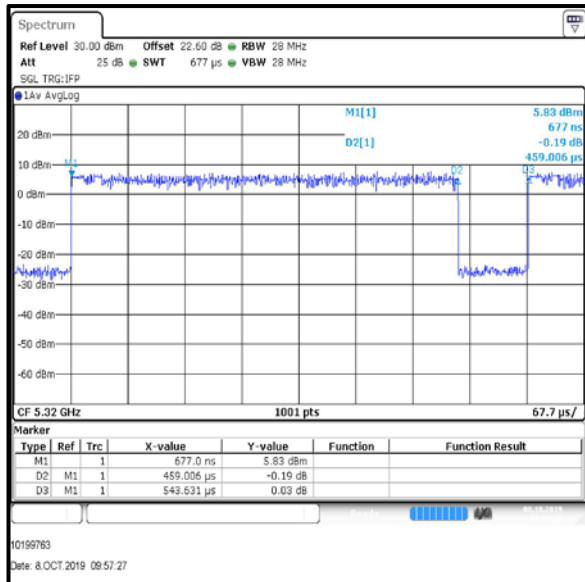 Spectrum
Ref Level 30.00 dBm Offset 22.60 dB RBW 28 MHz
Att 25 dB SWT 677 µs VBW 28 MHz
SGL TRG:IFP
1Av AvgLog
M1[1] 5.83 dBm
677 ns
D2[1] -0.19 dB
459.006 µs
20 dBm
10 dBm
M1 D2 D3
0 dBm
-10 dBm
-20 dBm
-30 dBm
-40 dBm
-50 dBm
-60 dBm
CF 5.32 GHz 1001 pts 67.7 µs/
Marker
Type Ref Trc X-value Y-value Function Function Result
M1 1 677.0 ns 5.83 dBm
D2 M1 1 459.006 µs -0.19 dB
D3 M1 1 543.631 µs 0.03 dB
10199763
Date: 8.OCT.2019 09:57:27